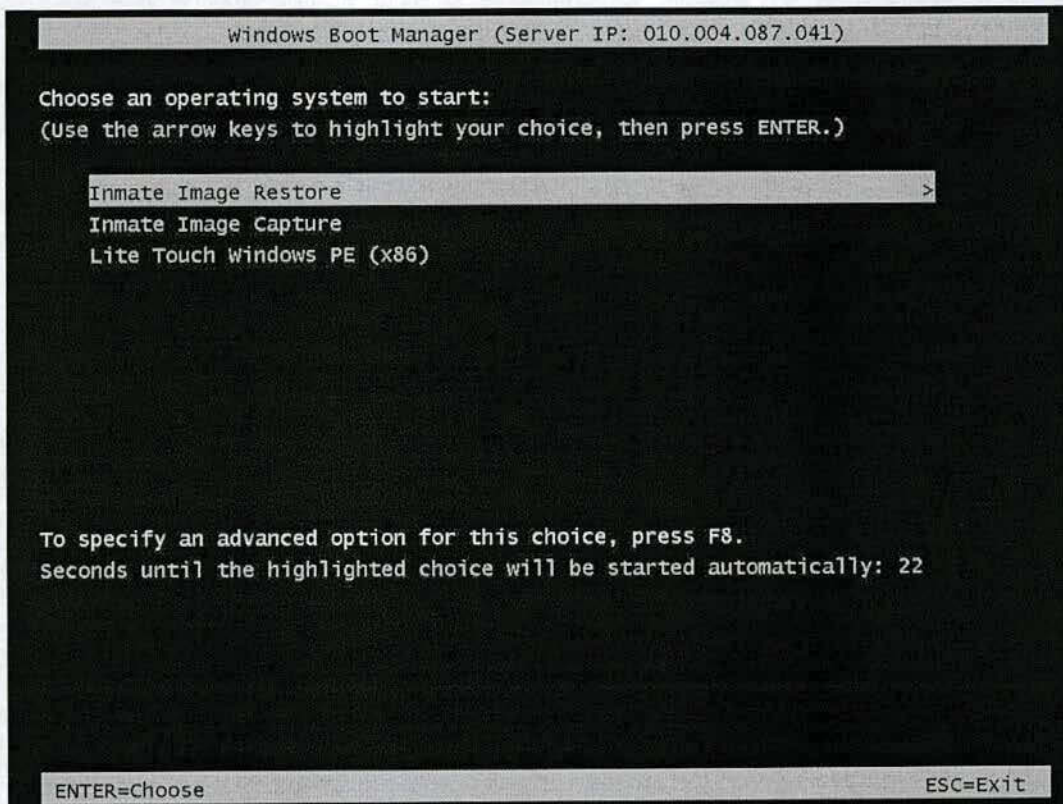 Windows Boot Manager (Server IP: 010.004.087.041)
Choose an operating system to start:
(Use the arrow keys to highlight your choice, then press ENTER.)
Inmate Image Restore >
Inmate Image Capture
Lite Touch Windows PE (x86)
To specify an advanced option for this choice, press F8.
Seconds until the highlighted choice will be started automatically: 22
ENTER=Choose ESC=Exit